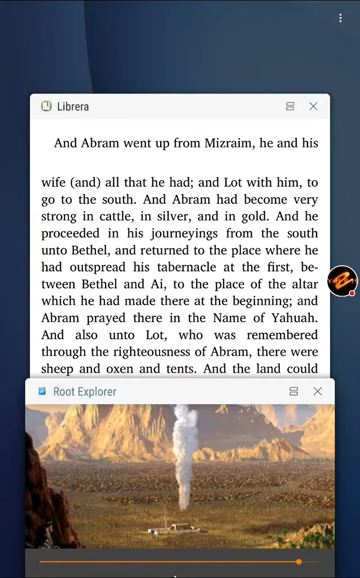 Librera
And Abram went up from Mizraim, he and his
wife (and) all that he had; and Lot with him, to
go to the south. And Abram had become very
strong in cattle, in silver, and in gold. And he
proceeded in his journeyings from the south
unto Bethel, and returned to the place where he
had outspread his tabernacle at the first, be-
tween Bethel and Ai, to the place of the altar
which he had made there at the beginning; and
Abram prayed there in the Name of Yahuah.
And also unto Lot, who was remembered
through the righteousness of Abram, there were
sheep and oxen and tents. And the land could
Root Explorer